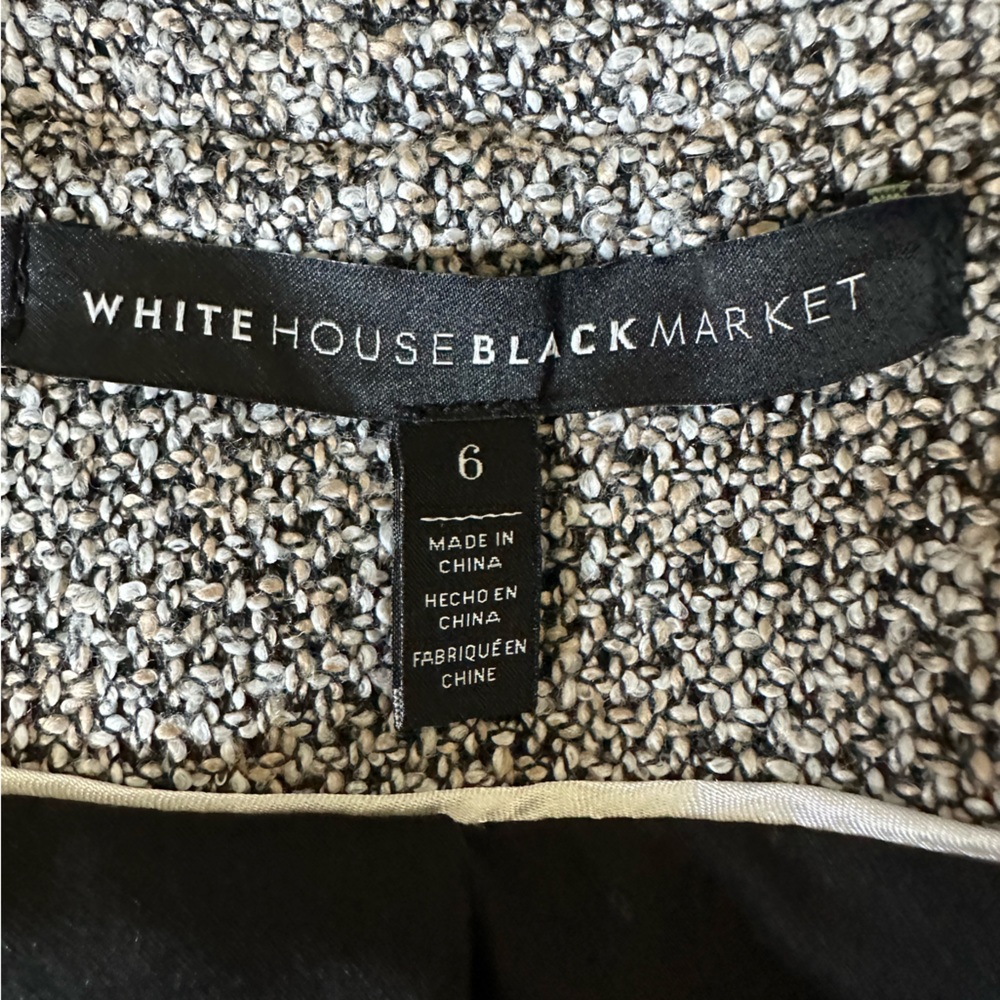 WHITE HOUSE BLACK MARKET
6
MADE IN
CHINA
HECHO EN
CHINA
FABRIQUÉ EN
CHINE